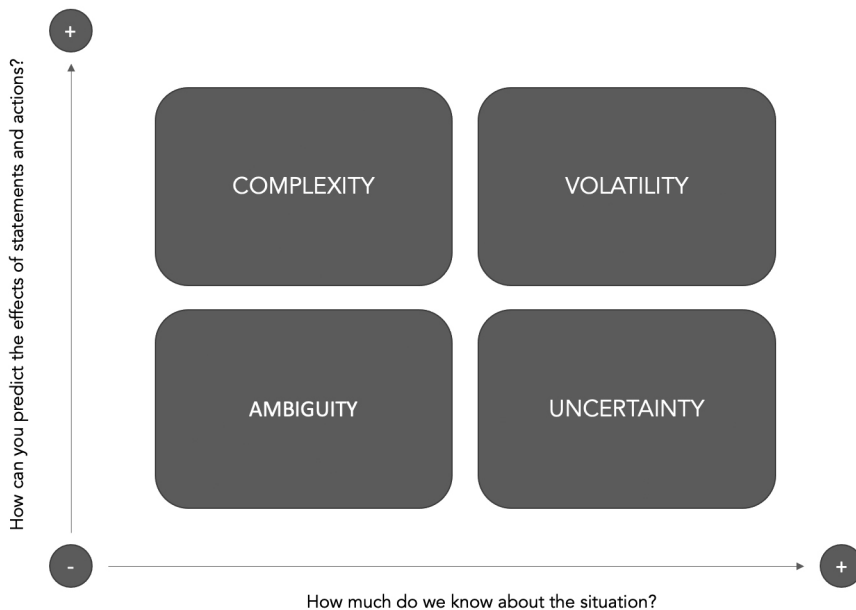 +
How can you predict the effects of statements and actions?
COMPLEXITY
VOLATILITY
AMBIGUITY
UNCERTAINTY
-
+
How much do we know about the situation?